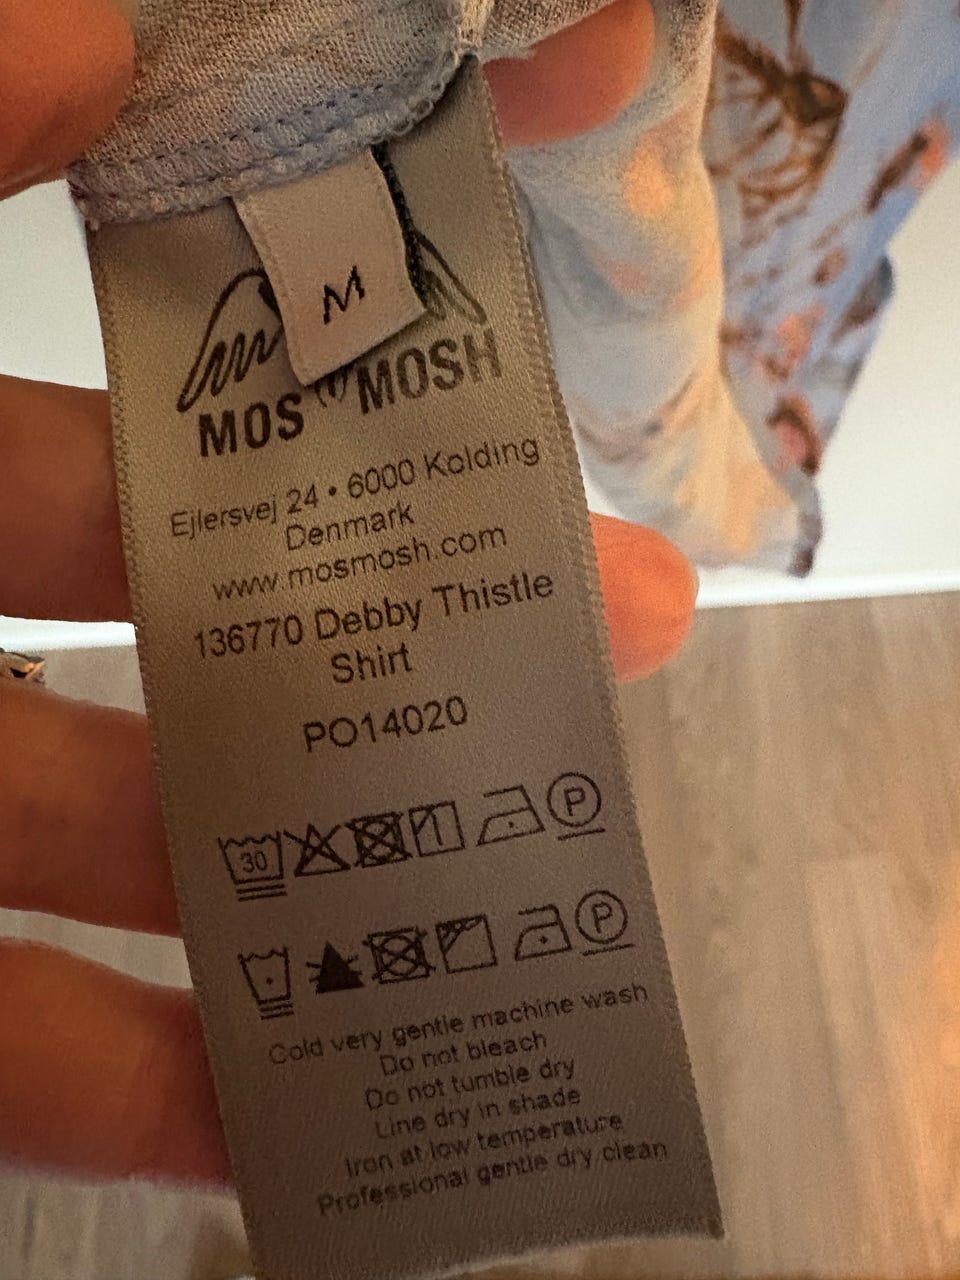 M
MOS MOSH
Ejlersvej 24 • 6000 Kolding
Denmark
www.mosmosh.com
136770 Debby Thistle
Shirt
PO14020
30 P
P
Cold very gentle machine wash
Do not bleach
Do not tumble dry
Line dry in shade
Iron at low temperature
Professional gentle dry clean